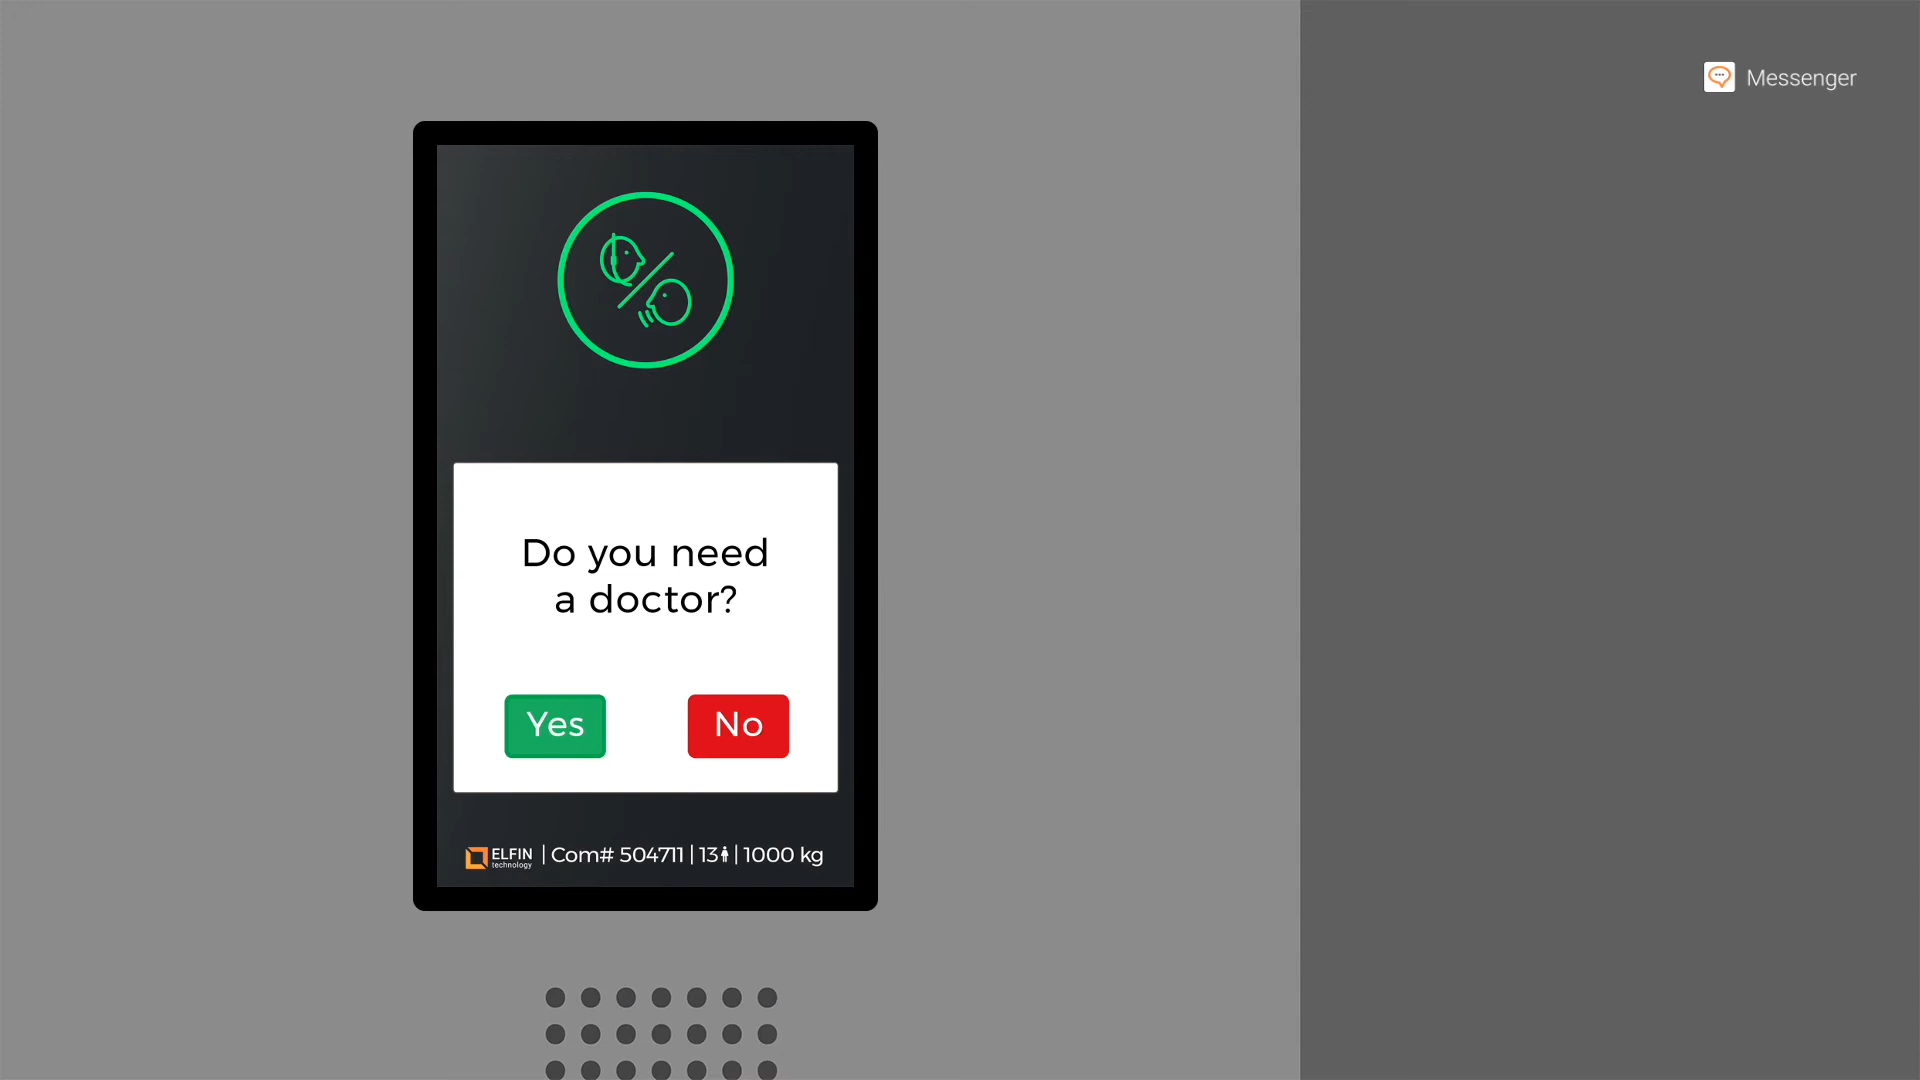 Messenger
Do you need
a doctor?
Yes
No
ELFIN
technology
| Com# 504711 | 13 | 1000 kg